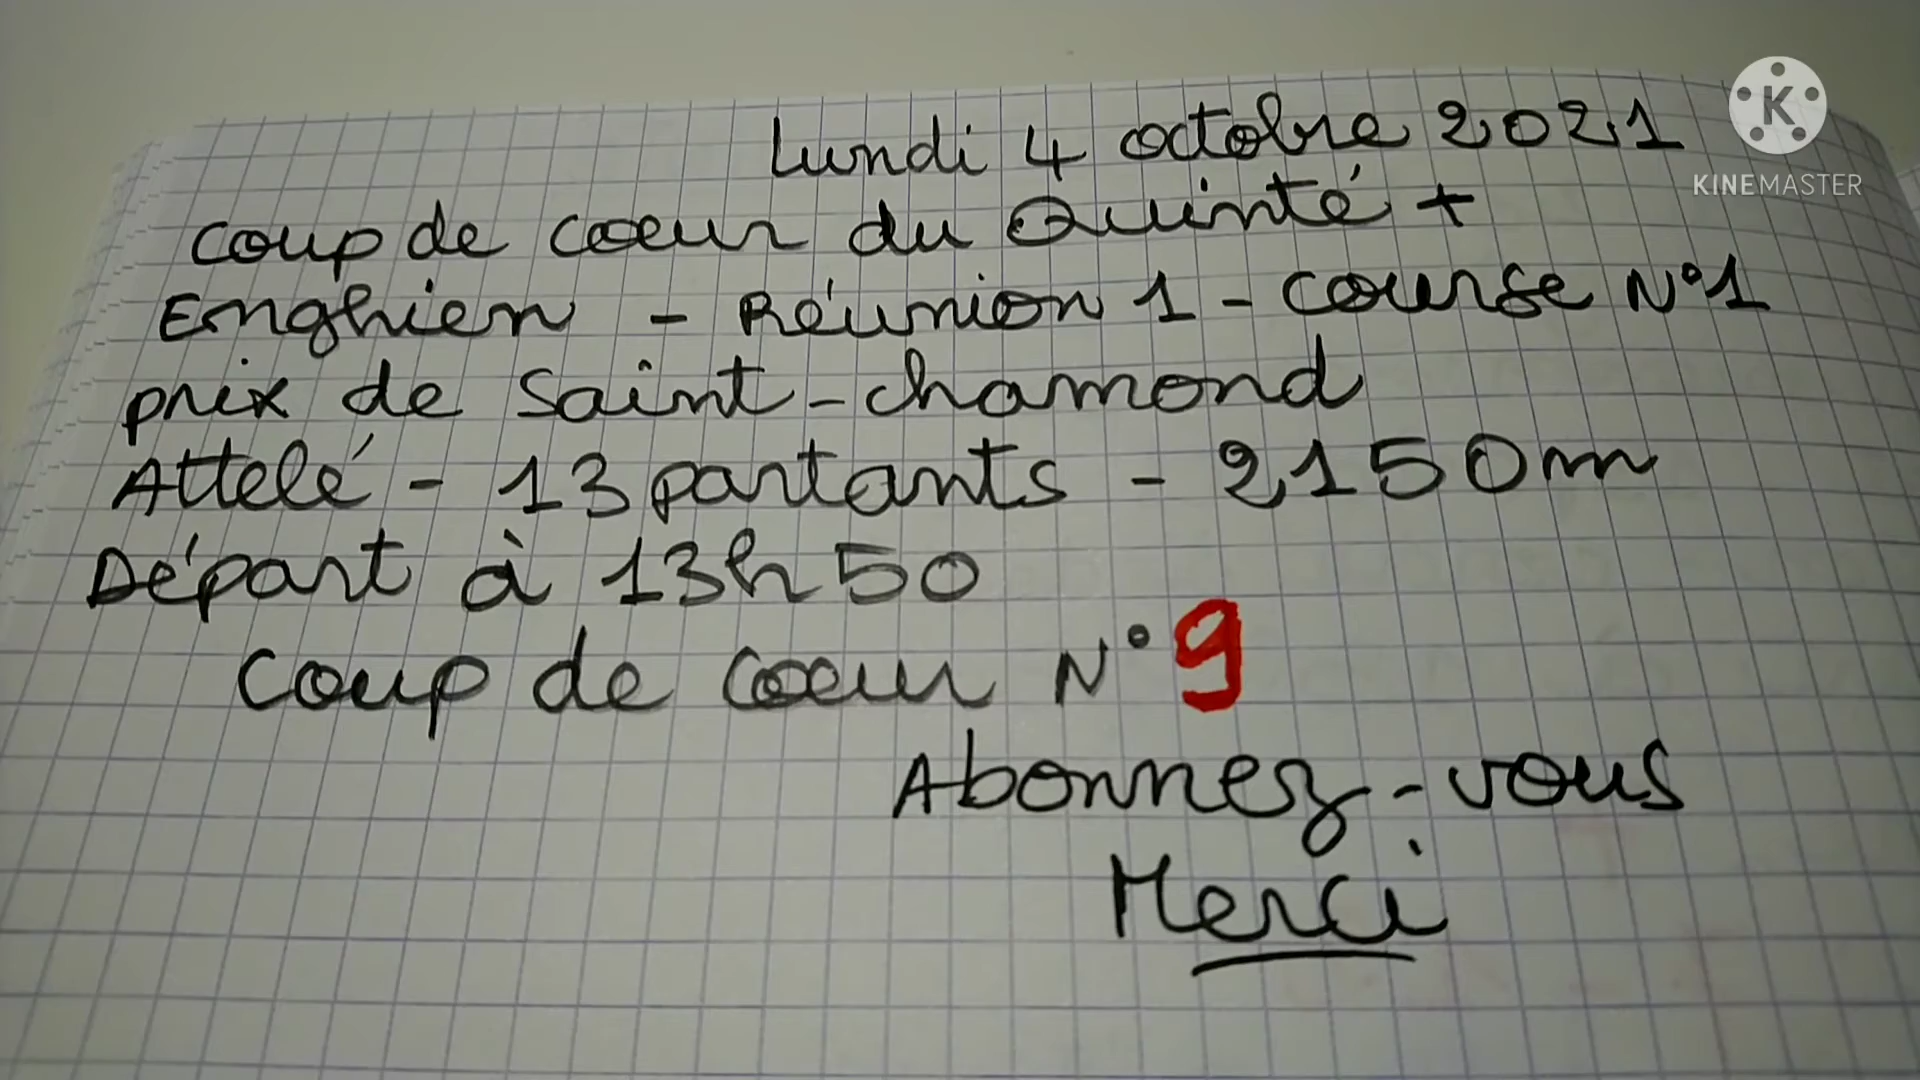 Lundi 4 octobre 2021
KINEMASTER
coup de coeur du Quinté +
Enghien - Réunion 1 - course N°1
prix de Saint-chamond
Attelé - 13 partants - 2150m
Départ à 13h50
Coup de coeur N°9
Abonnez-vous
Merci